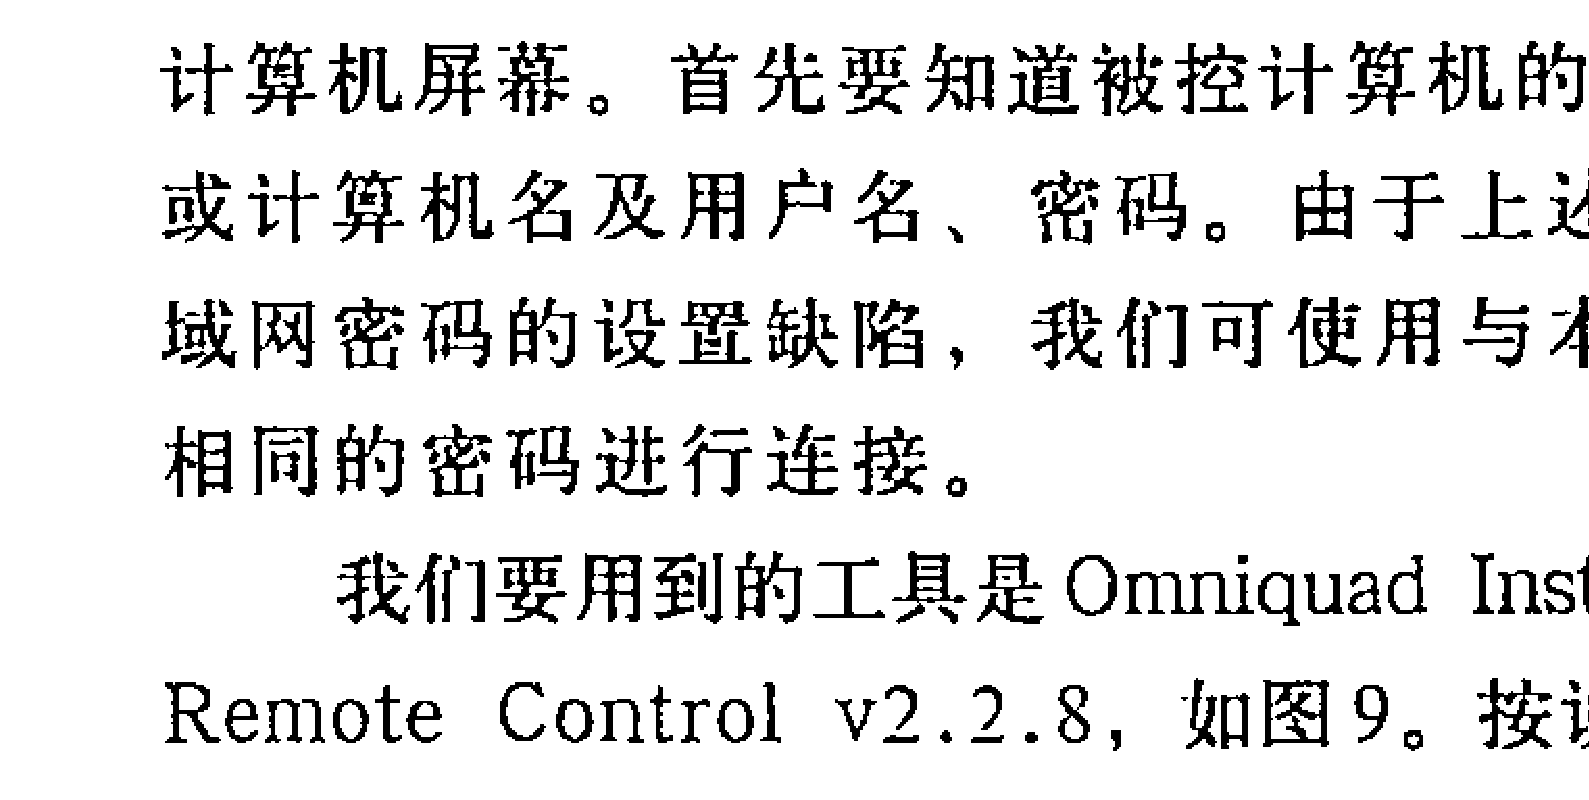 计算机屏幕。首先要知道被控计算机的
或计算机名及用户名、密码。由于上述
域网密码的设置缺陷，我们可使用与本
相同的密码进行连接。
我们要用到的工具是Omniquad Inst
Remote Control v2.2.8，如图9。按